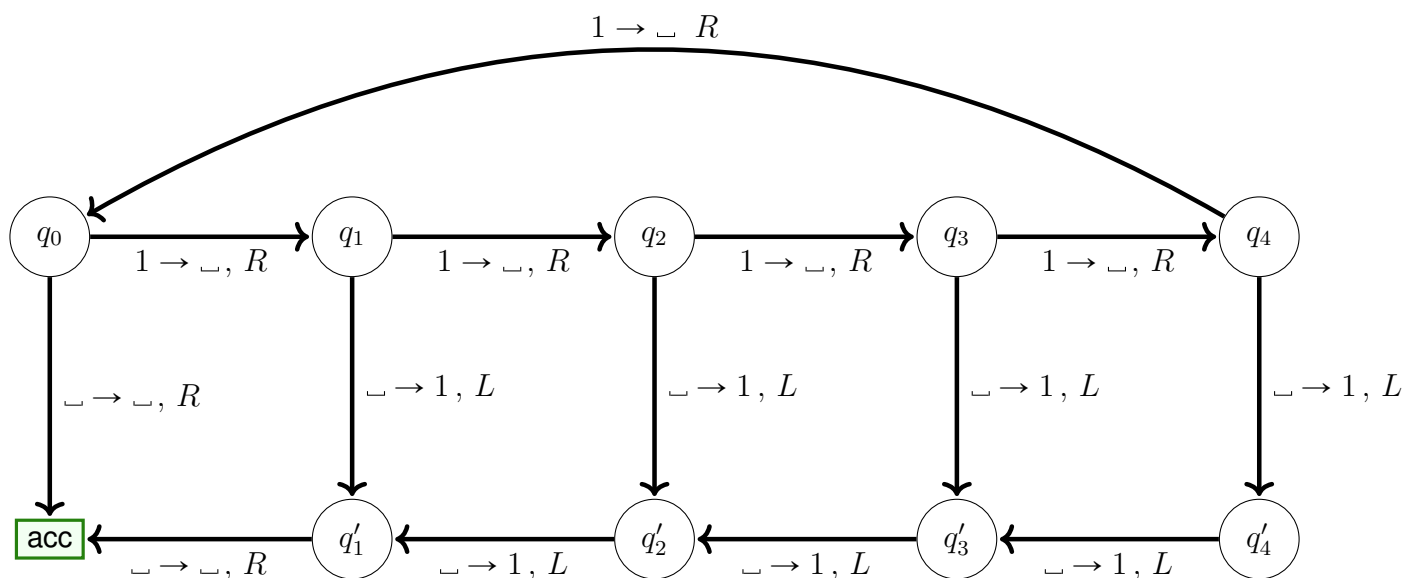 1 → ␣ R
q₀ q₁ q₂ q₃ q₄
1 → ␣, R 1 → ␣, R 1 → ␣, R 1 → ␣, R
␣ → ␣, R ␣ → 1, L ␣ → 1, L ␣ → 1, L ␣ → 1, L
acc q′₁ q′₂ q′₃ q′₄
␣ → ␣, R ␣ → 1, L ␣ → 1, L ␣ → 1, L